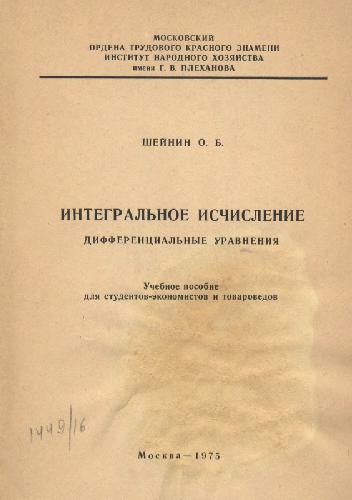 МОСКОВСКИЙ
ОРДЕНА ТРУДОВОГО КРАСНОГО ЗНАМЕНИ
ИНСТИТУТ НАРОДНОГО ХОЗЯЙСТВА
ИМЕНИ Г. В. ПЛЕХАНОВА
ШЕЙНИН О. Б.
ИНТЕГРАЛЬНОЕ ИСЧИСЛЕНИЕ
ДИФФЕРЕНЦИАЛЬНЫЕ УРАВНЕНИЯ
Учебное пособие
для студентов-экономистов и товароведов
1449/16
Москва—1975